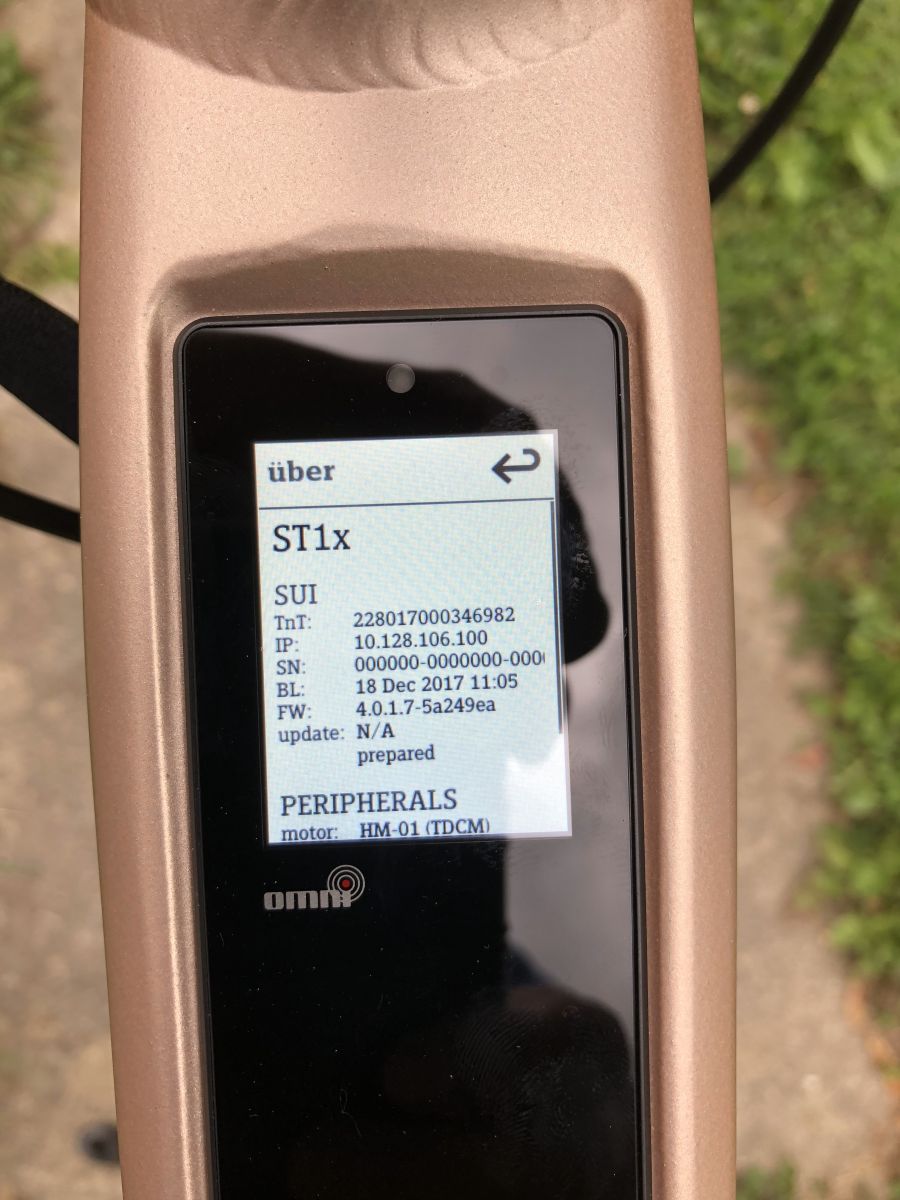 über
ST1x
SUI
TnT: 228017000346982
IP: 10.128.106.100
SN: 000000-0000000-000
BL: 18 Dec 2017 11:05
FW: 4.0.1.7-5a249ea
update: N/A
prepared
PERIPHERALS
motor: HM-01 (TDCM)
omni